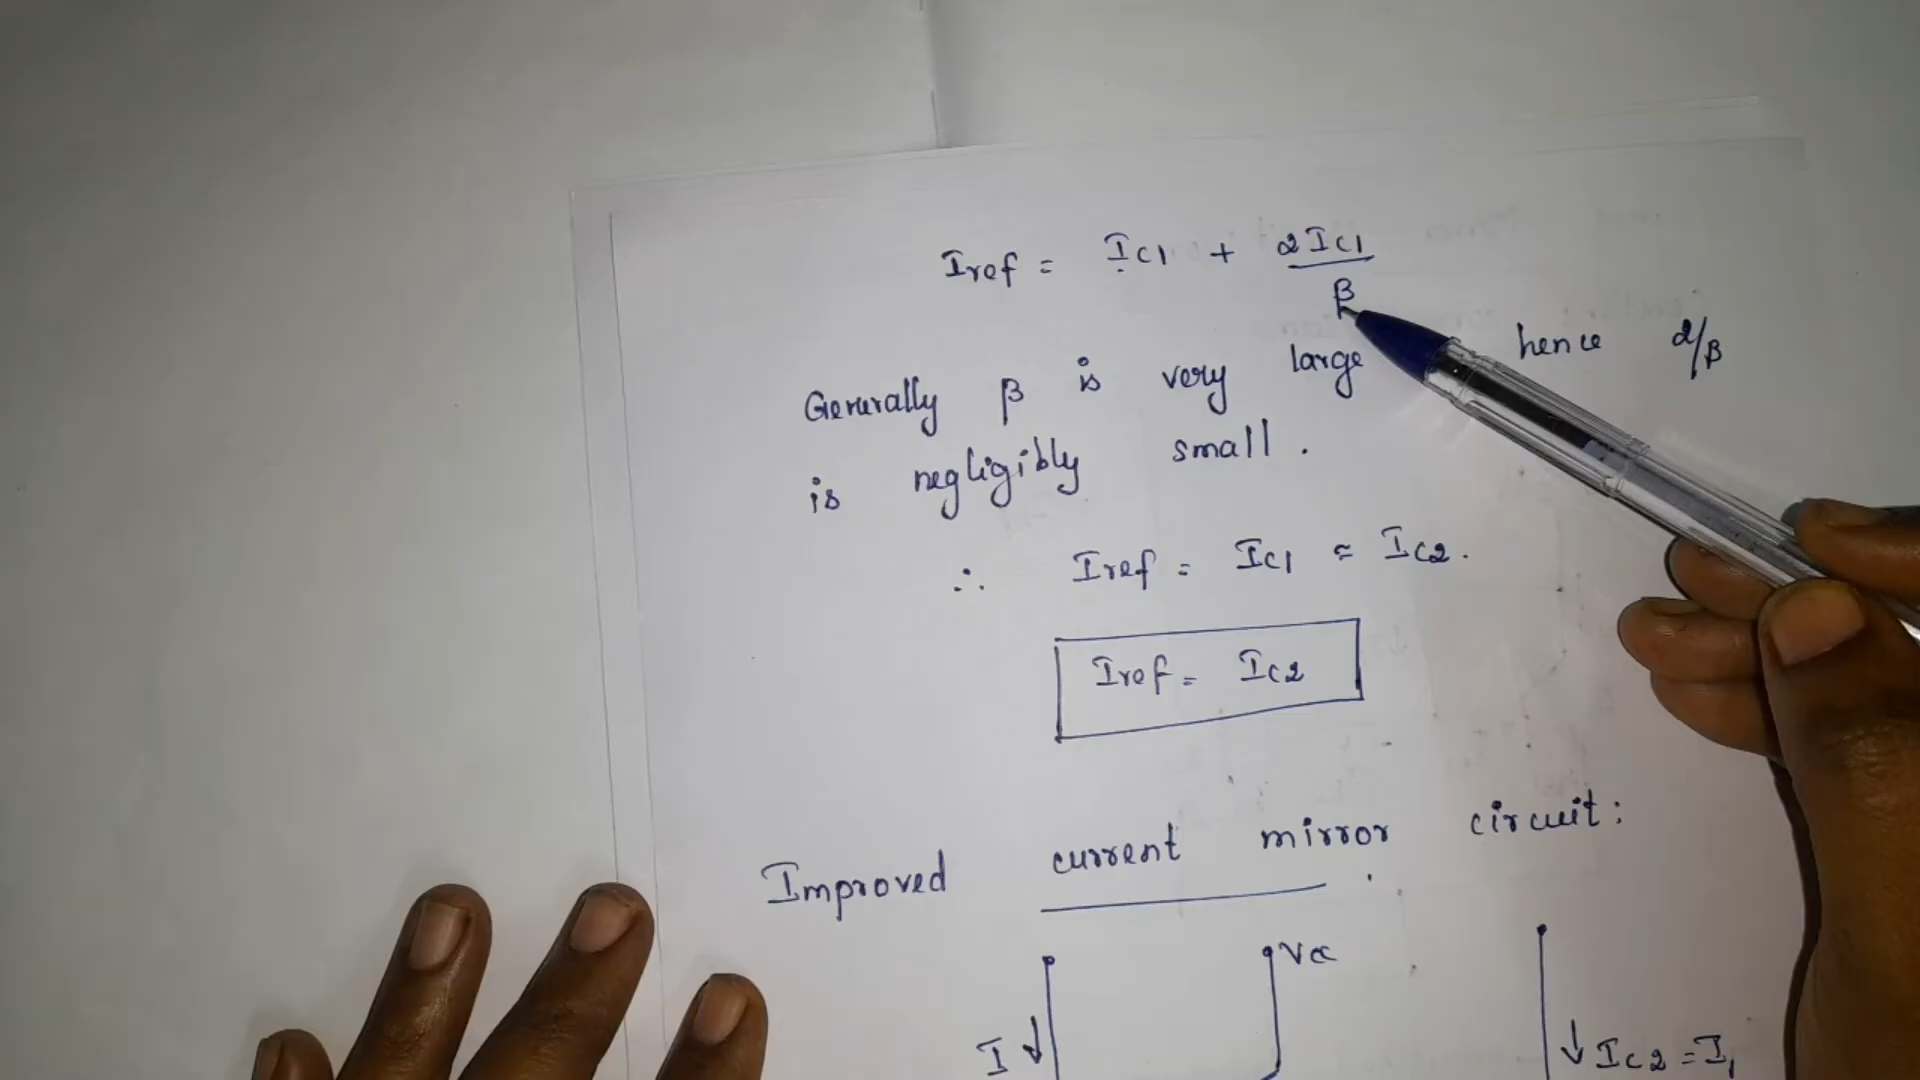 Iref = IC1 + 2IC1/β
Generally β is very large hence 2/β
is negligibly small.
∴ Iref = IC1 = IC2.
Iref = IC2
Improved current mirror circuit:
VCC
I ↓ ↓ IC2 = I1